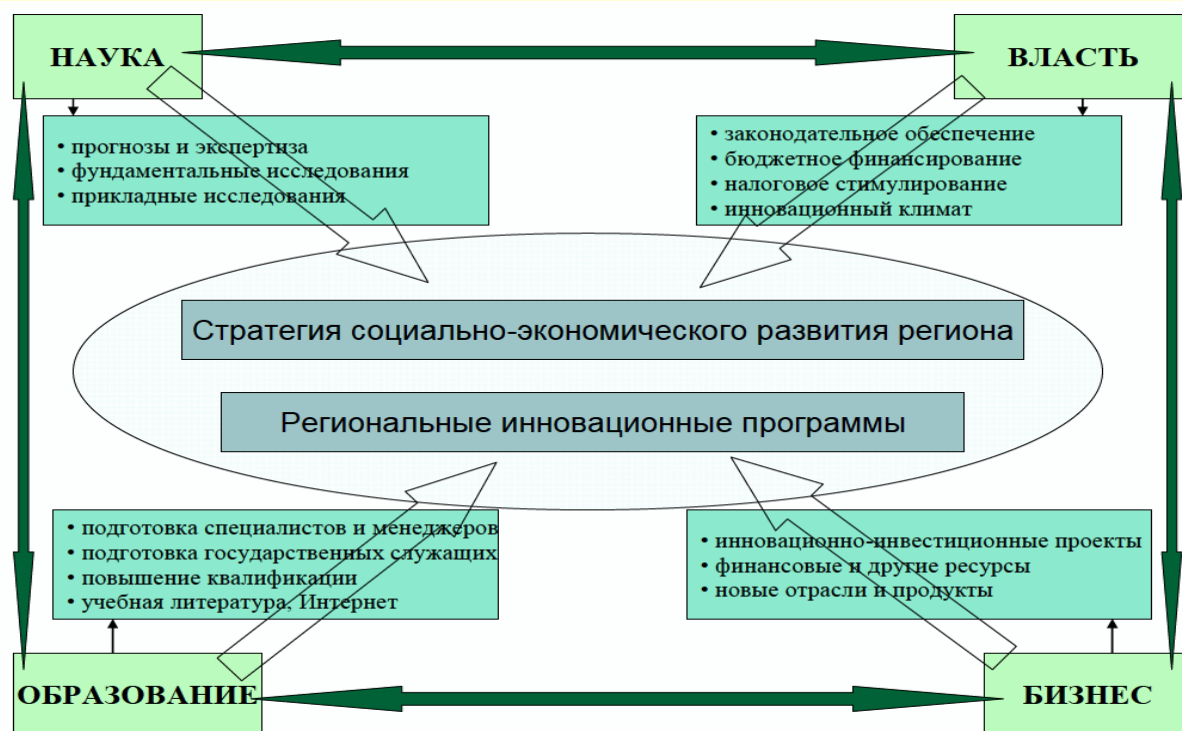 НАУКА
ВЛАСТЬ
• прогнозы и экспертиза
• фундаментальные исследования
• прикладные исследования
• законодательное обеспечение
• бюджетное финансирование
• налоговое стимулирование
• инновационный климат
Стратегия социально-экономического развития региона
Региональные инновационные программы
• подготовка специалистов и менеджеров
• подготовка государственных служащих
• повышение квалификации
• учебная литература, Интернет
• инновационно-инвестиционные проекты
• финансовые и другие ресурсы
• новые отрасли и продукты
ОБРАЗОВАНИЕ
БИЗНЕС